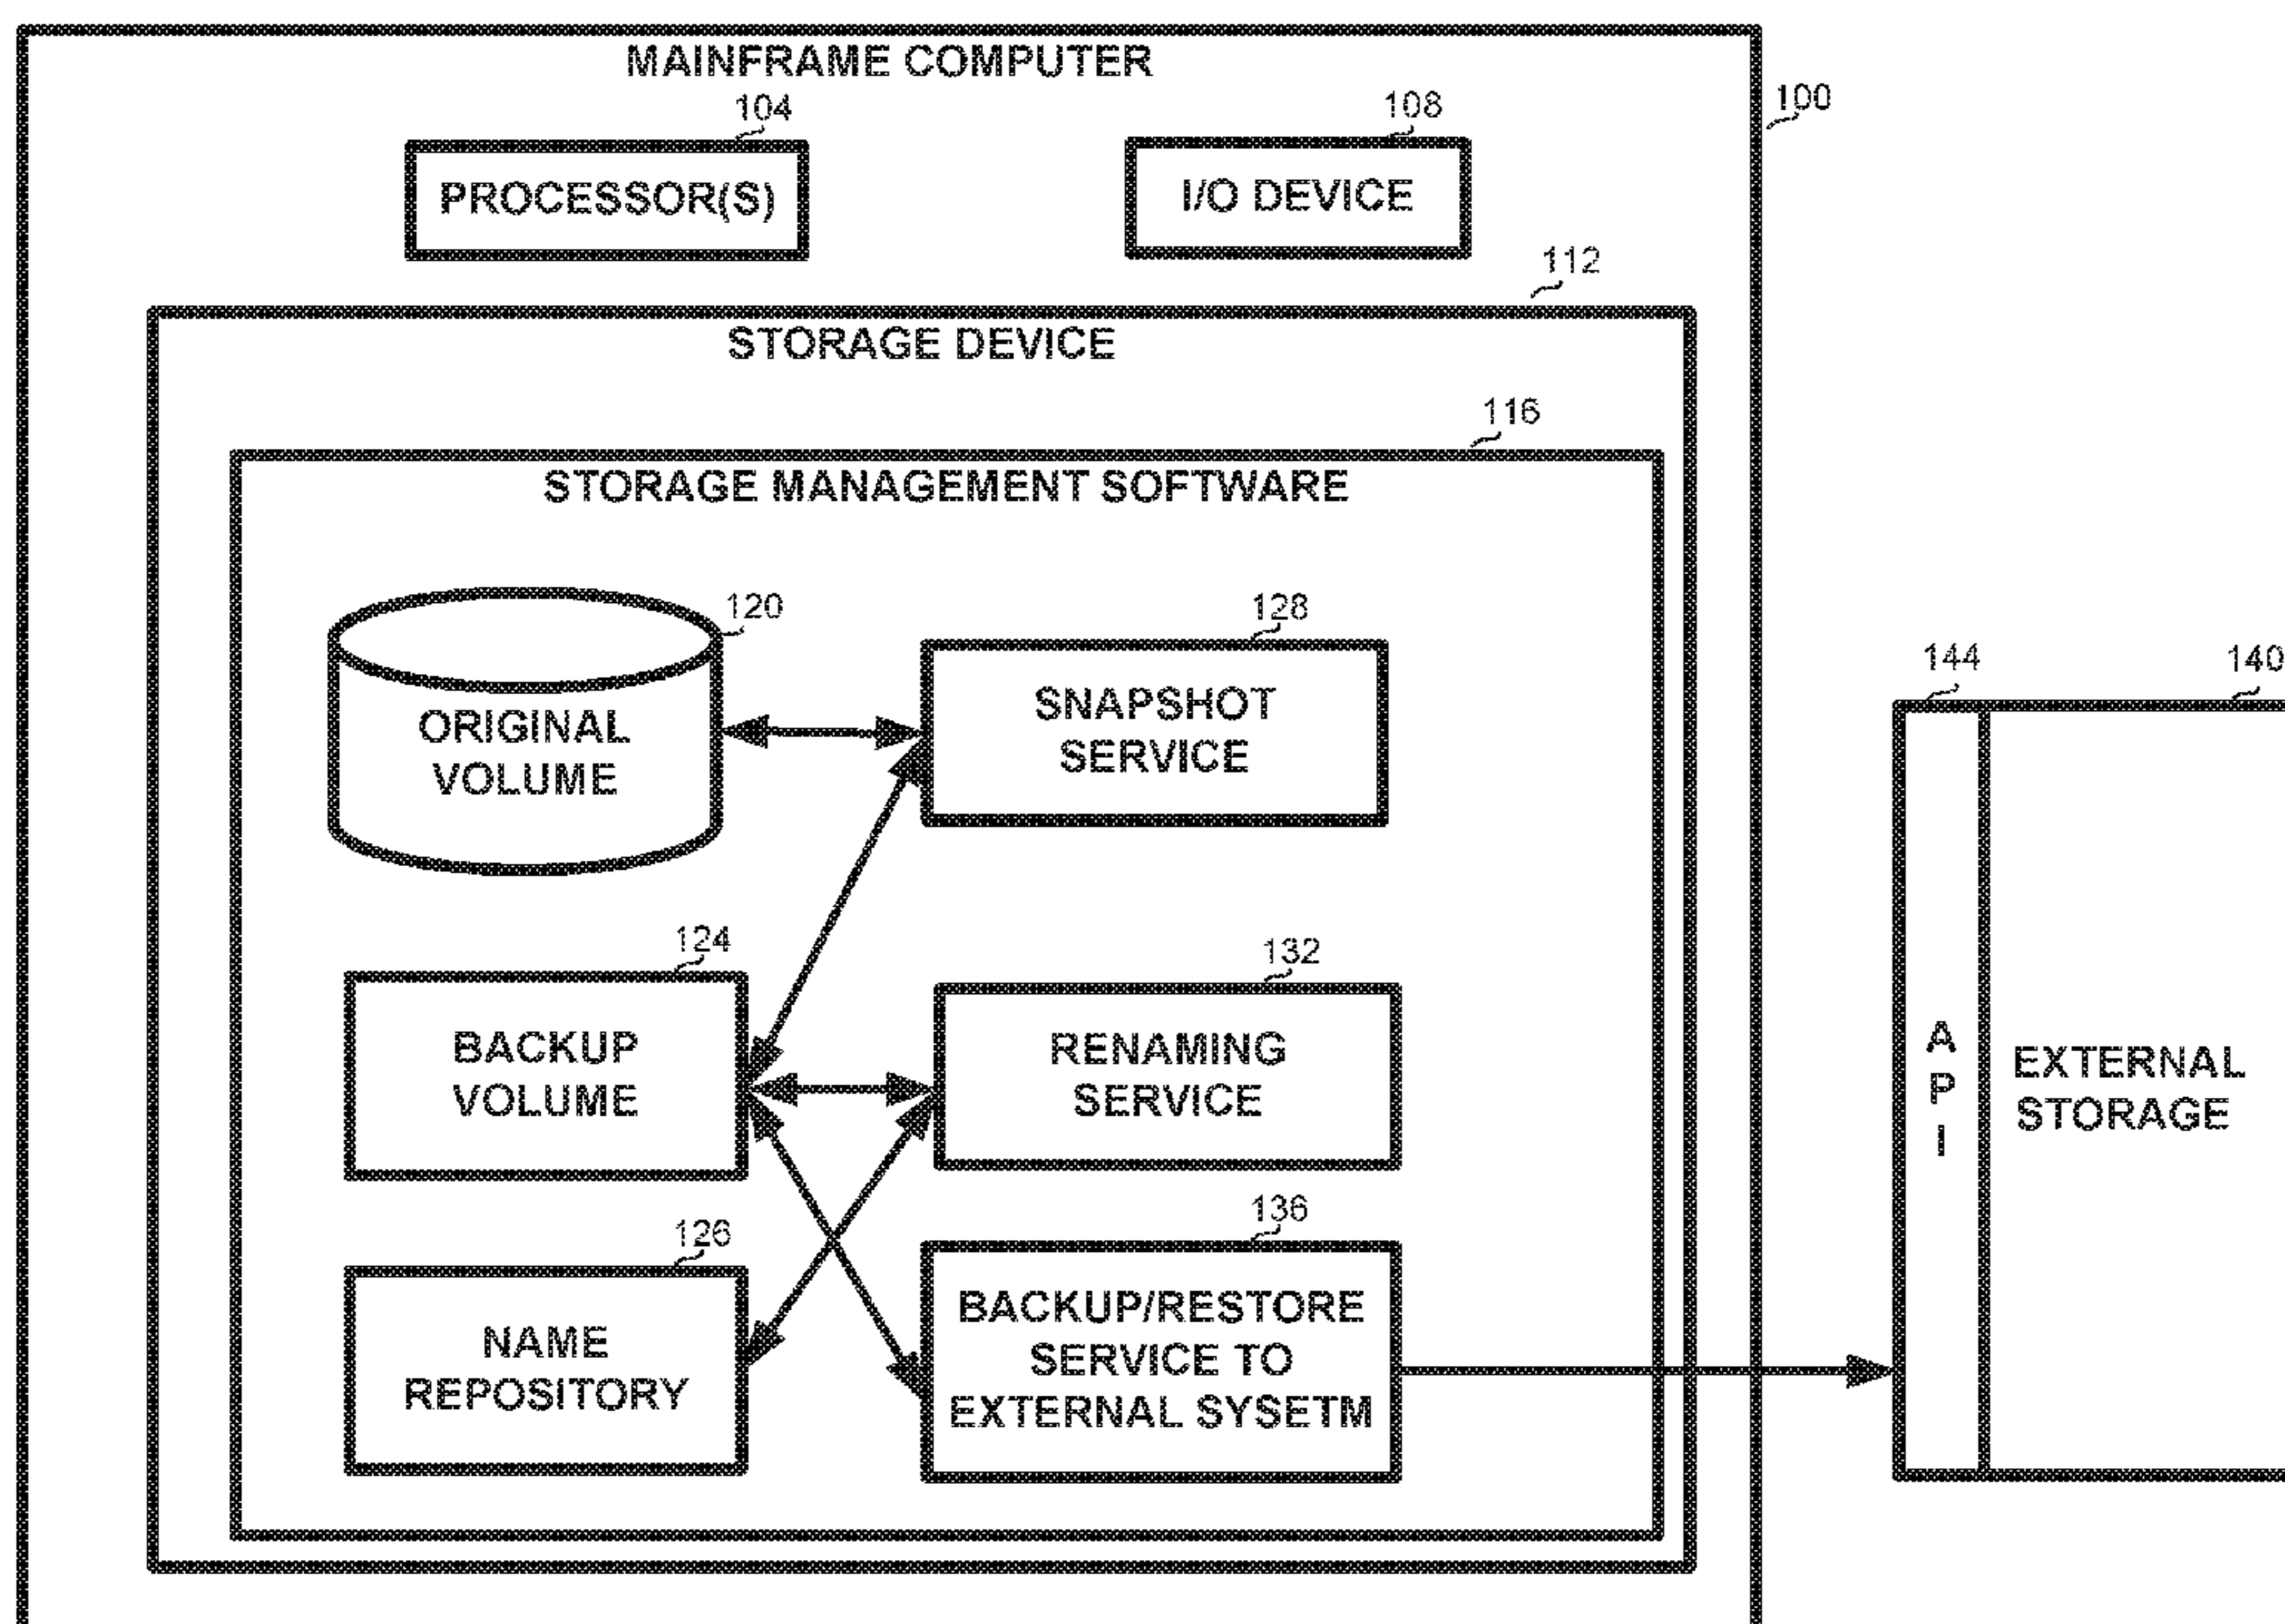 MAINFRAME COMPUTER
100
104
PROCESSOR(S)
108
I/O DEVICE
112
STORAGE DEVICE
116
STORAGE MANAGEMENT SOFTWARE
120
ORIGINAL
VOLUME
128
SNAPSHOT
SERVICE
124
BACKUP
VOLUME
132
RENAMING
SERVICE
126
NAME
REPOSITORY
136
BACKUP/RESTORE
SERVICE TO
EXTERNAL SYSETM
144
A
P
I
140
EXTERNAL
STORAGE